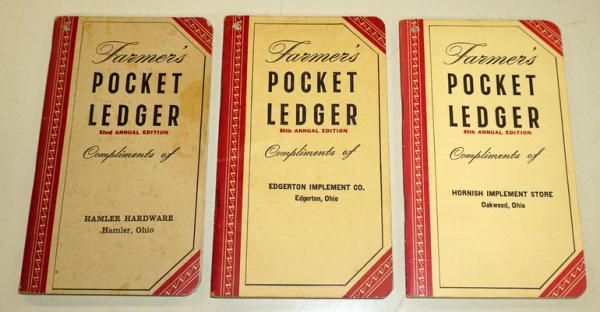 Farmer's
POCKET
LEDGER
82nd ANNUAL EDITION
Compliments of
HAMLER HARDWARE
Hamler, Ohio
Farmer's
POCKET
LEDGER
86th ANNUAL EDITION
Compliments of
EDGERTON IMPLEMENT CO.
Edgerton, Ohio
Farmer's
POCKET
LEDGER
ANNUAL EDITION
Compliments of
HORNISH IMPLEMENT STORE
Oakwood, Ohio